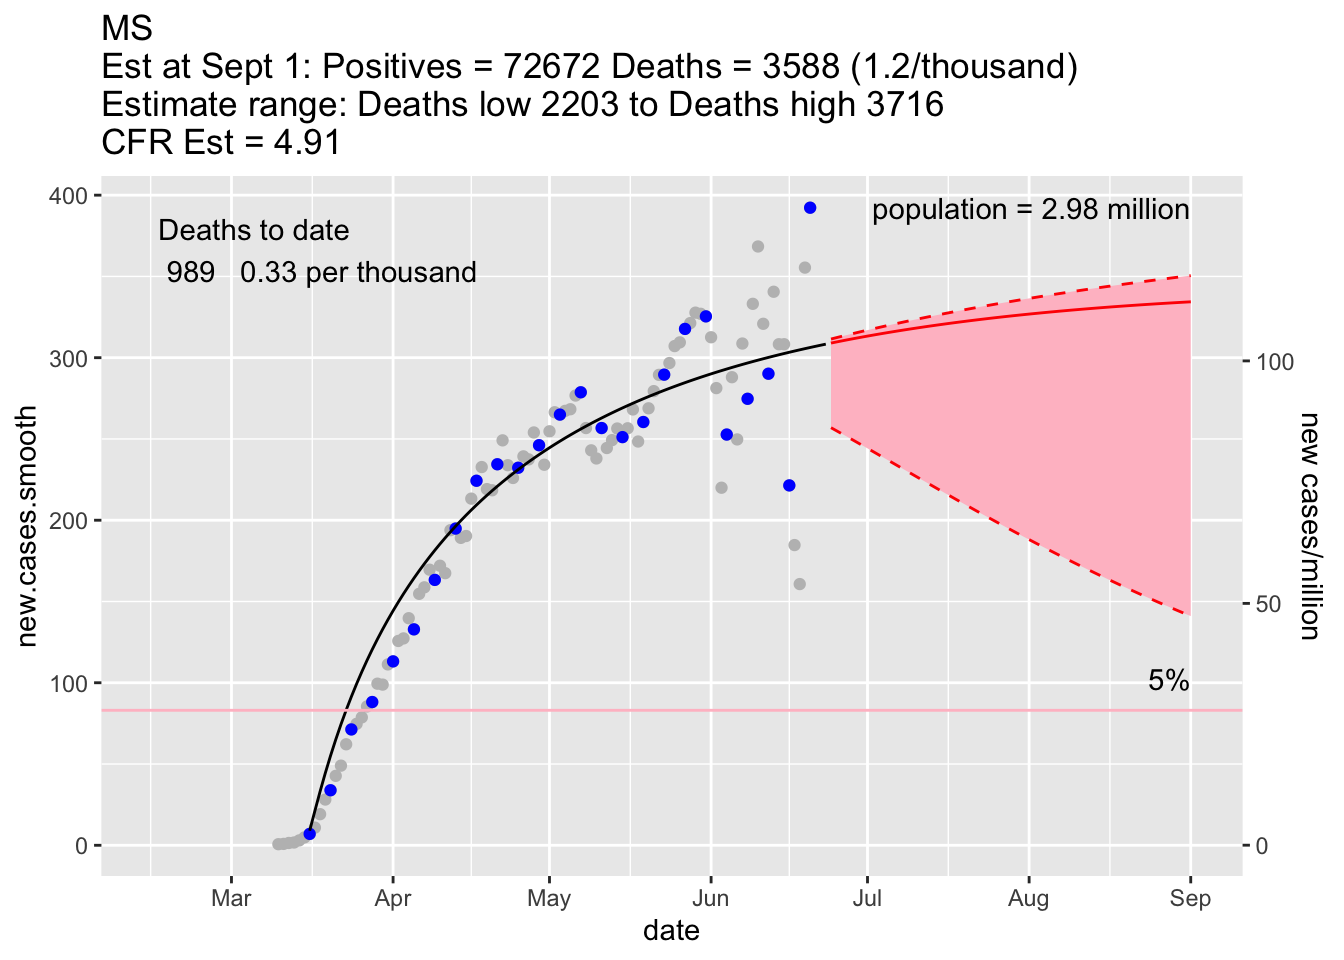 MS
Est at Sept 1: Positives = 72672 Deaths = 3588 (1.2/thousand)
Estimate range: Deaths low 2203 to Deaths high 3716
CFR Est = 4.91
400
300
200
100
0
new.cases.smooth
Deaths to date
989 0.33 per thousand
population = 2.98 million
5%
100
50
0
new cases/million
Mar Apr May Jun Jul Aug Sep
date